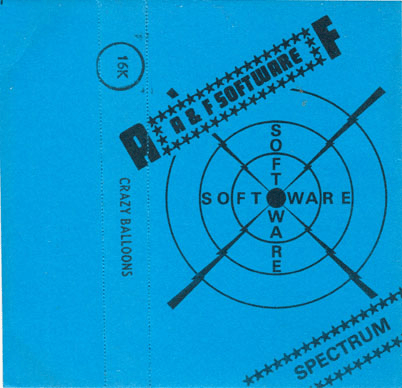 16K
CRAZY BALLOONS
A F
A & F SOFTWARE
SOFTWARE
SOFTWARE
SPECTRUM